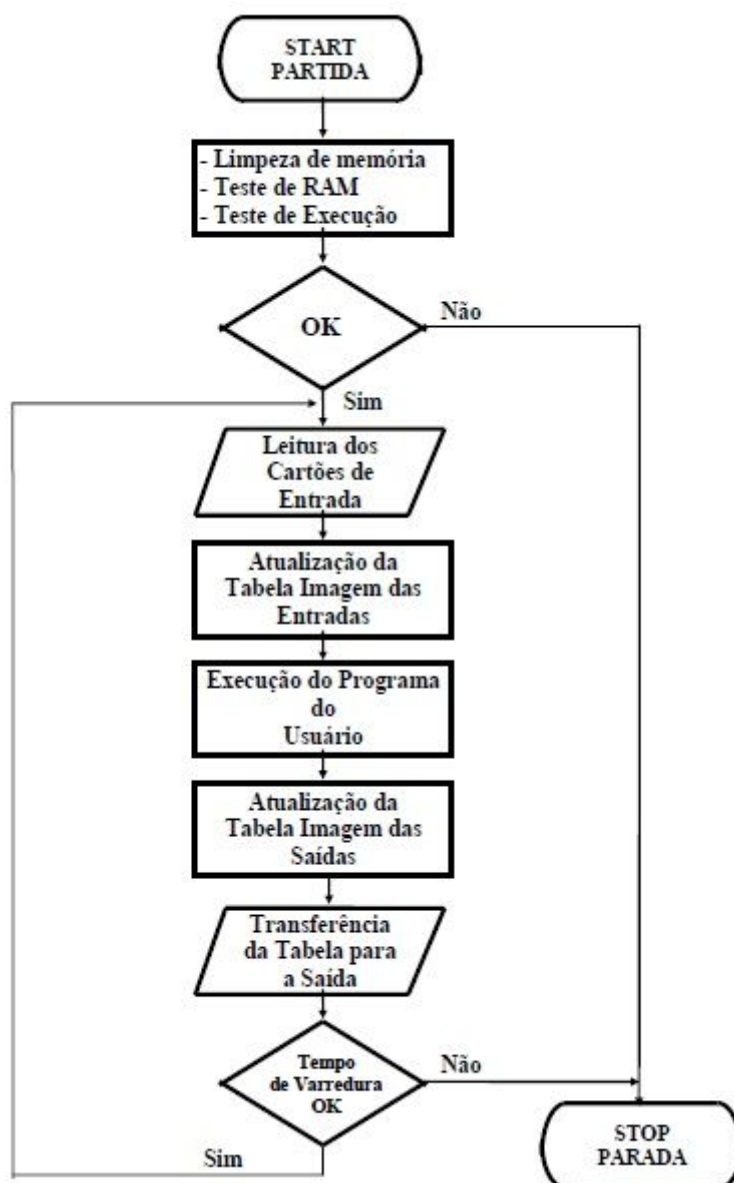 START
PARTIDA
- Limpeza de memória
- Teste de RAM
- Teste de Execução
OK
Não
Sim
Leitura dos
Cartões de
Entrada
Atualização da
Tabela Imagem das
Entradas
Execução do Programa
do
Usuário
Atualização da
Tabela Imagem das
Saídas
Transferência
da Tabela para
a Saída
Tempo
de Varredura
OK
Não
Sim
STOP
PARADA